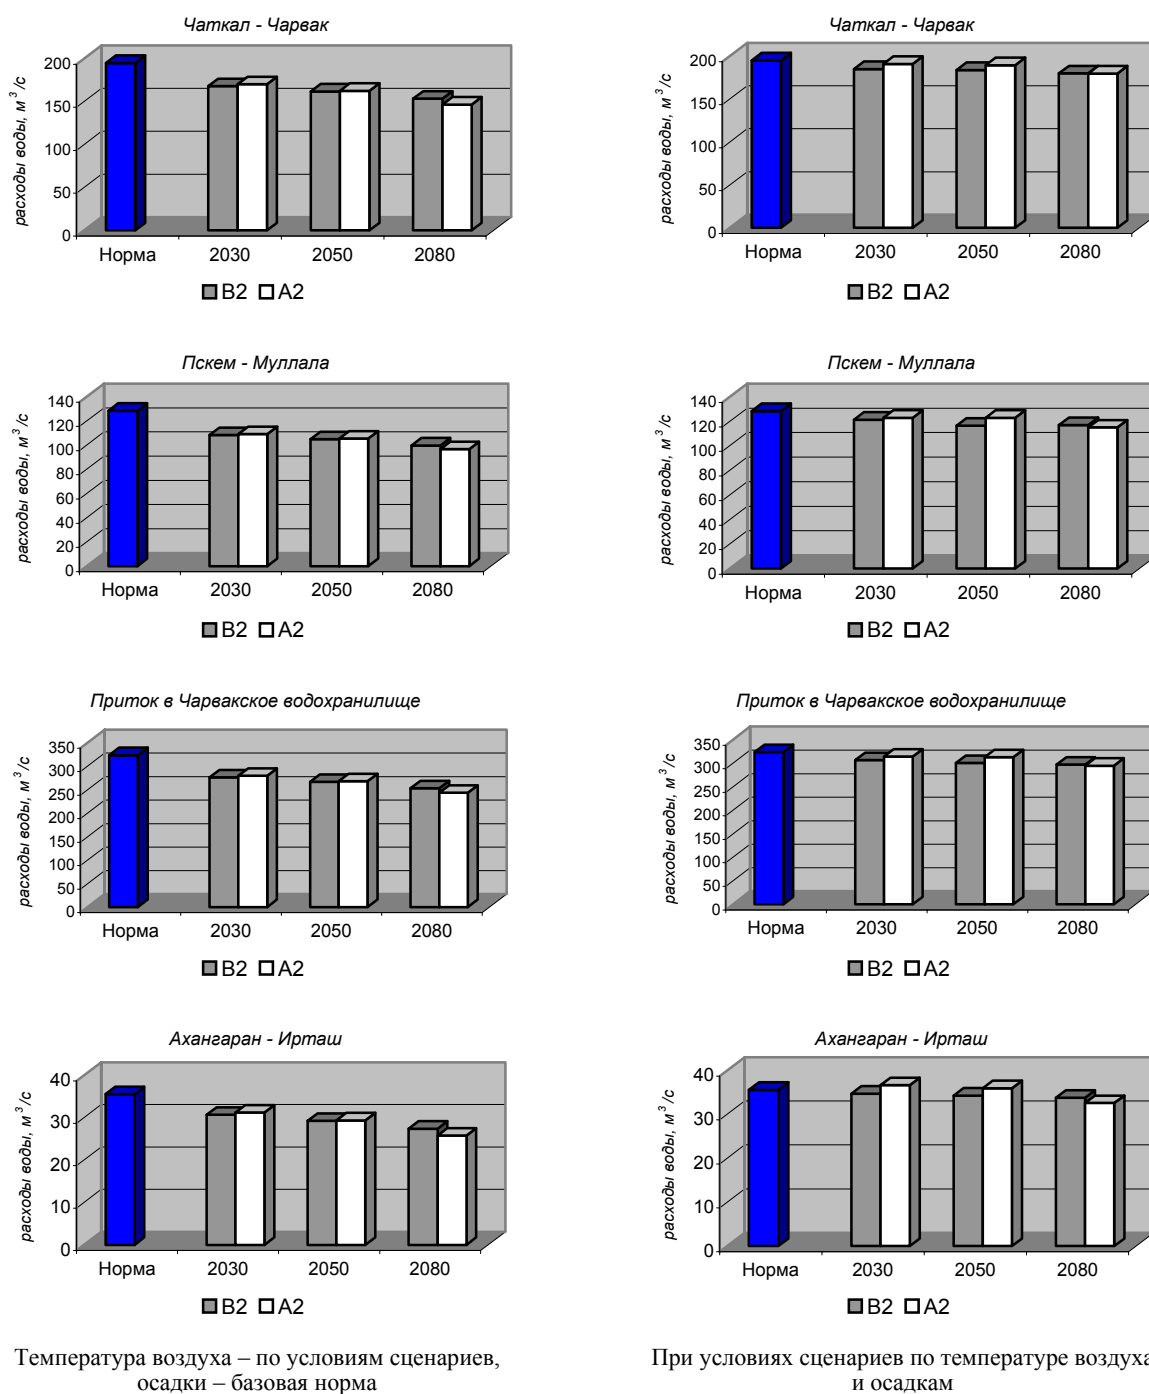 Чаткал - Чарвак
расходы воды, м³/с
200
150
100
50
0
Норма 2030 2050 2080
B2 A2
Чаткал - Чарвак
расходы воды, м³/с
200
150
100
50
0
Норма 2030 2050 2080
B2 A2
Пскем - Муллала
расходы воды, м³/с
140
120
100
80
60
40
20
0
Норма 2030 2050 2080
B2 A2
Пскем - Муллала
расходы воды, м³/с
140
120
100
80
60
40
20
0
Норма 2030 2050 2080
B2 A2
Приток в Чарвакское водохранилище
расходы воды, м³/с
350
300
250
200
150
100
50
0
Норма 2030 2050 2080
B2 A2
Приток в Чарвакское водохранилище
расходы воды, м³/с
350
300
250
200
150
100
50
0
Норма 2030 2050 2080
B2 A2
Ахангаран - Ирташ
расходы воды, м³/с
40
30
20
10
0
Норма 2030 2050 2080
B2 A2
Ахангаран - Ирташ
расходы воды, м³/с
40
30
20
10
0
Норма 2030 2050 2080
B2 A2
Температура воздуха – по условиям сценариев,
осадки – базовая норма
При условиях сценариев по температуре воздуха
и осадкам